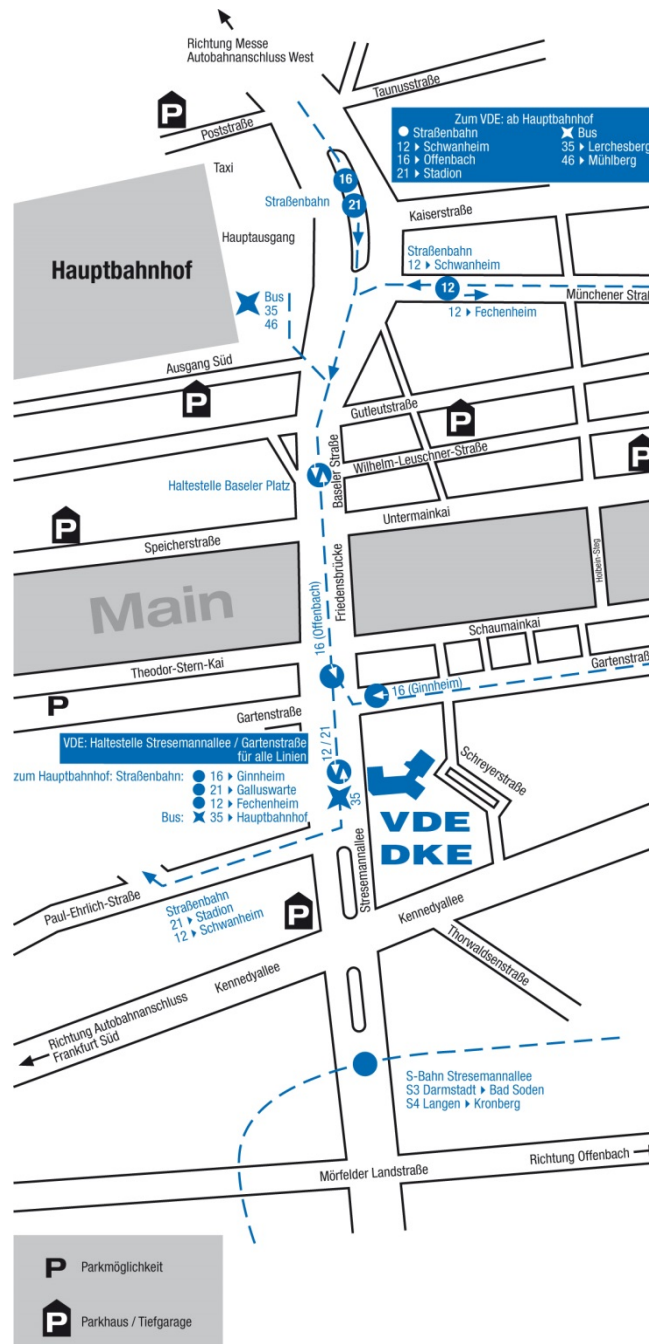 Richtung Messe
Autobahnanschluss West
Taunusstraße
P
Poststraße
Zum VDE: ab Hauptbahnhof
Straßenbahn
Bus
12 ▸ Schwanheim
35 ▸ Lerchesberg
16 ▸ Offenbach
46 ▸ Mühlberg
21 ▸ Stadion
Taxi
16
Straßenbahn
21
Kaiserstraße
Hauptausgang
Hauptbahnhof
Straßenbahn
12 ▸ Schwanheim
12
Münchener Straß
12 ▸ Fechenheim
Bus
35
46
Ausgang Süd
P
Gutleutstraße
P
Baseler Straße
Wilhelm-Leuschner-Straße
P
Haltestelle Baseler Platz
Untermainkai
P
Speicherstraße
Holbein-Steg
Main
Friedensbrücke
16 (Offenbach)
Schaumainkai
Theodor-Stern-Kai
Gartenstraß
16 (Ginnheim)
P
Gartenstraße
VDE: Haltestelle Stresemannallee / Gartenstraße
für alle Linien
12 / 21
Schreyerstraße
zum Hauptbahnhof: Straßenbahn:
16 ▸ Ginnheim
21 ▸ Galluswarte
12 ▸ Fechenheim
Bus:
35 ▸ Hauptbahnhof
35
VDE
DKE
Stresemannallee
Paul-Ehrlich-Straße
Straßenbahn
21 ▸ Stadion
12 ▸ Schwanheim
P
Kennedyallee
Thorwaldsenstraße
Kennedyallee
Richtung Autobahnanschluss
Frankfurt Süd
S-Bahn Stresemannallee
S3 Darmstadt ▸ Bad Soden
S4 Langen ▸ Kronberg
Mörfelder Landstraße
Richtung Offenbach
P Parkmöglichkeit
P Parkhaus / Tiefgarage